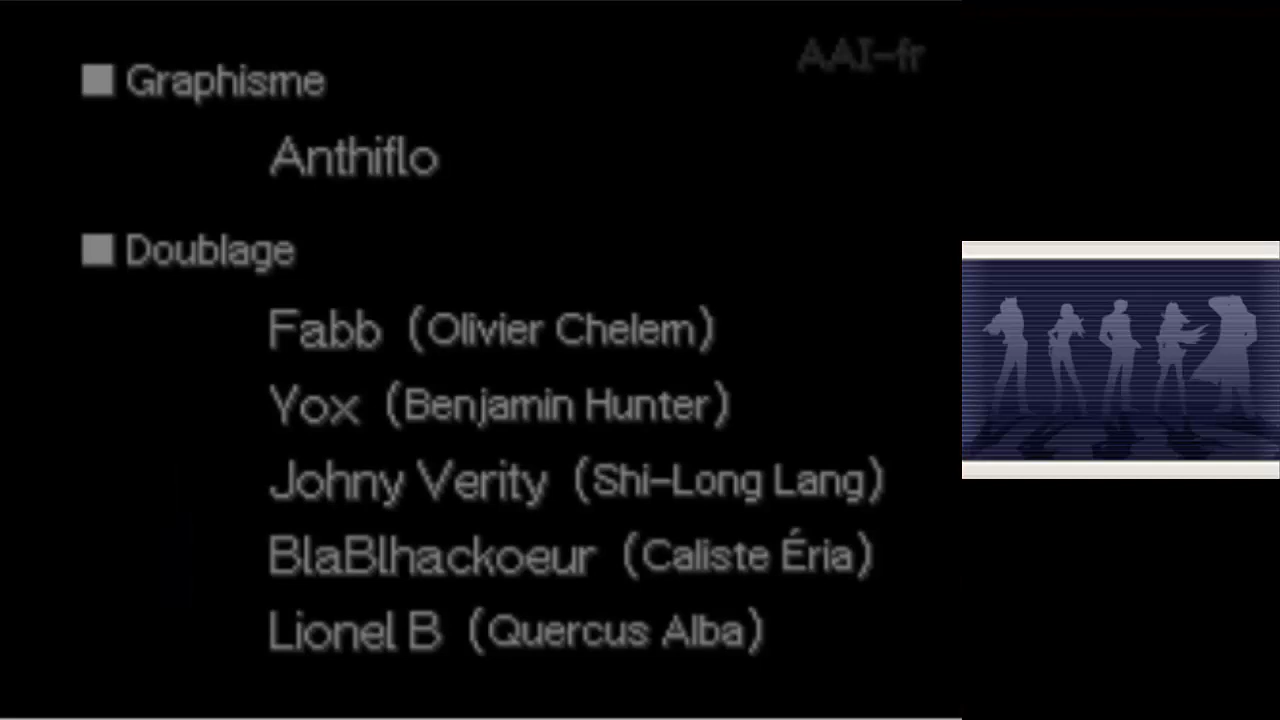 AAI-fr
■ Graphisme
Anthiflo
■ Doublage
Fabb (Olivier Chelem)
Yox (Benjamin Hunter)
Johny Verity (Shi-Long Lang)
BlaBlhackoeur (Caliste Éria)
Lionel B (Quercus Alba)